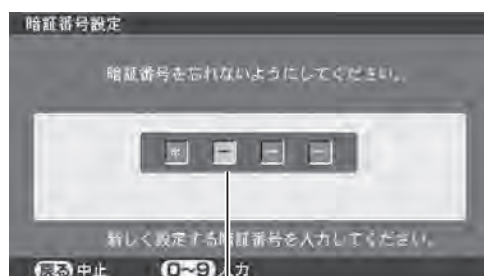 暗証番号設定
暗証番号を忘れないようにしてください。
* - - -
新しく設定する暗証番号を入力してください。
戻る 中止 0~9 入力